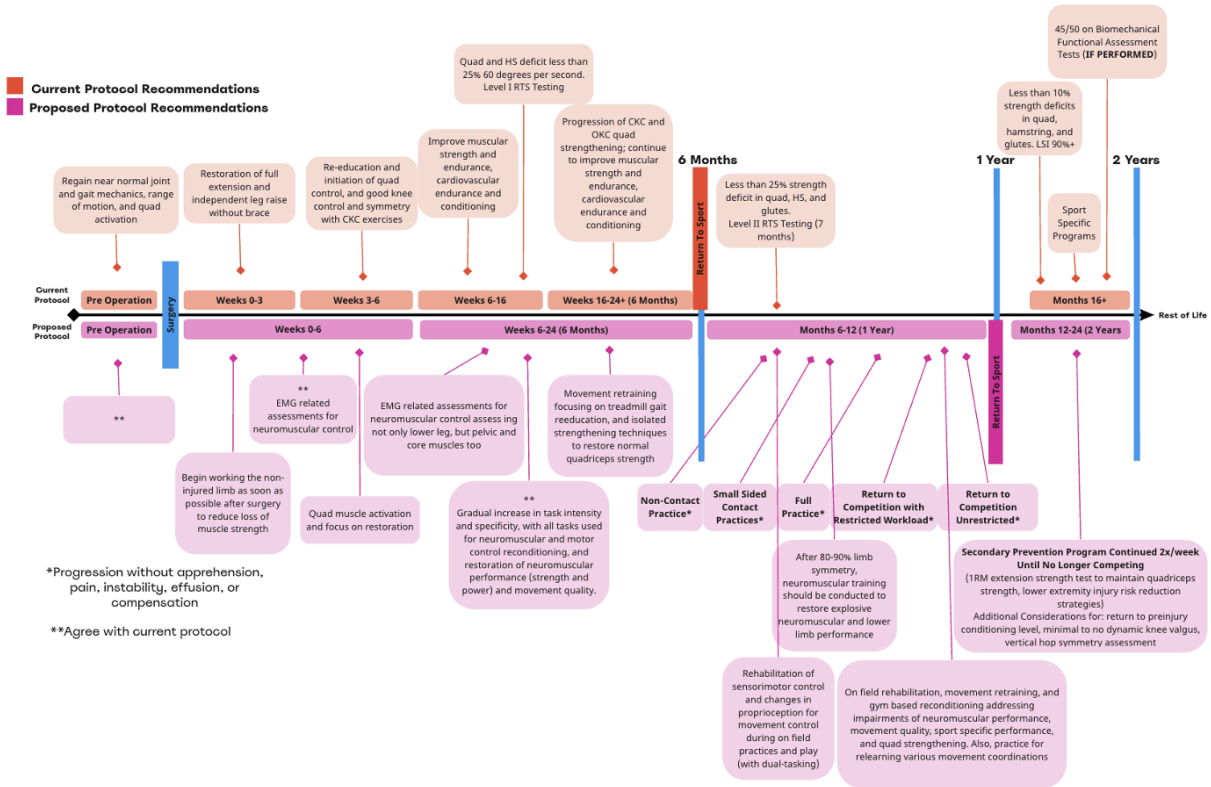 45/50 on Biomechanical
Functional Assessment
Tests (IF PERFORMED)
Quad and HS deficit less than
25% 60 degrees per second.
Level I RTS Testing
Current Protocol Recommendations
Proposed Protocol Recommendations
Less than 10%
strength deficits
in quad,
hamstring, and
glutes. LSI 90%+
Progression of CKC and
OKC quad
strengthening; continue
to improve muscular
strength and
endurance,
cardiovascular
endurance and
conditioning
Improve muscular
strength and
endurance,
cardiovascular
endurance and
conditioning
6 Months
1 Year
2 Years
Regain near normal joint
and gait mechanics, range
of motion, and quad
activation
Restoration of full
extension and
independent leg raise
without brace
Re-education and
initiation of quad
control, and good knee
control and symmetry
with CKC exercises
Less than 25% strength
deficit in quad, HS, and
glutes.
Level II RTS Testing (7
months)
Sport
Specific
Programs
Return To Sport
Current
Protocol
Pre Operation
Surgery
Weeks 0-3
Weeks 3-6
Weeks 6-16
Weeks 16-24+ (6 Months)
Months 16+
Rest of Life
Proposed
Protocol
Pre Operation
Weeks 0-6
Weeks 6-24 (6 Months)
Months 6-12 (1 Year)
Months 12-24 (2 Years
Return To Sport
**
**
EMG related
assessments for
neuromuscular control
EMG related assessments for
neuromuscular control assess ing
not only lower leg, but pelvic and
core muscles too
Movement retraining
focusing on treadmill gait
reeducation, and isolated
strengthening techniques
to restore normal
quadriceps strength
Begin working the non-
injured limb as soon as
possible after surgery
to reduce loss of
muscle strength
Quad muscle activation
and focus on restoration
**
Gradual increase in task intensity
and specificity, with all tasks used
for neuromuscular and motor
control reconditioning, and
restoration of neuromuscular
performance (strength and
power) and movement quality.
Non-Contact
Practice*
Small Sided
Contact
Practices*
Full
Practice*
Return to
Competition with
Restricted Workload*
Return to
Competition
Unrestricted*
After 80-90% limb
symmetry,
neuromuscular training
should be conducted to
restore explosive
neuromuscular and lower
limb performance
Secondary Prevention Program Continued 2x/week
Until No Longer Competing
(1RM extension strength test to maintain quadriceps
strength, lower extremity injury risk reduction
strategies)
Additional Considerations for: return to preinjury
conditioning level, minimal to no dynamic knee valgus,
vertical hop symmetry assessment
*Progression without apprehension,
pain, instability, effusion, or
compensation
**Agree with current protocol
Rehabilitation of
sensorimotor control
and changes in
proprioception for
movement control
during on field
practices and play
(with dual-tasking)
On field rehabilitation, movement retraining, and
gym based reconditioning addressing
impairments of neuromuscular performance,
movement quality, sport specific performance,
and quad strengthening. Also, practice for
relearning various movement coordinations